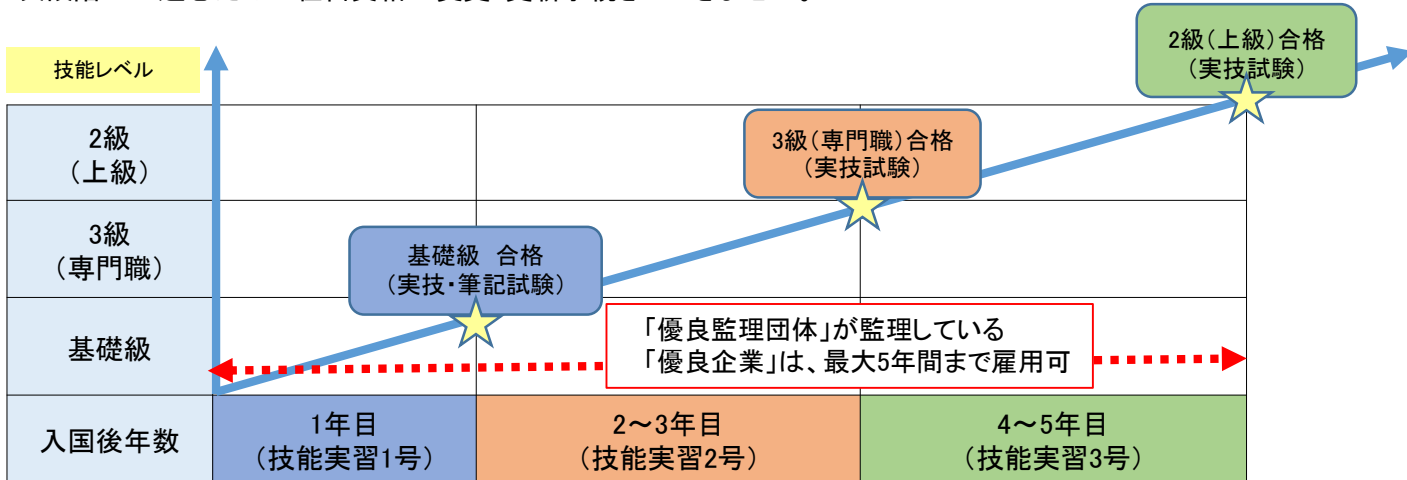 技能レベル
2級(上級)合格
(実技試験)
2級
(上級)
3級(専門職)合格
(実技試験)
3級
(専門職)
基礎級 合格
(実技・筆記試験)
基礎級
「優良監理団体」が監理している
「優良企業」は、最大5年間まで雇用可
入国後年数
1年目
(技能実習1号)
2~3年目
(技能実習2号)
4~5年目
(技能実習3号)